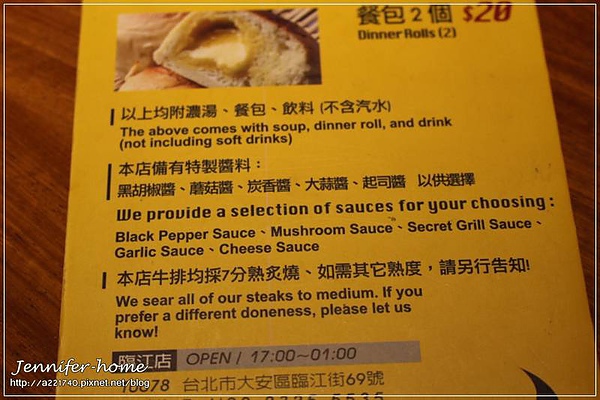 餐包2個 $20
Dinner Rolls (2)
以上均附濃湯、餐包、飲料 (不含汽水)
The above comes with soup, dinner roll, and drink
(not including soft drinks)
本店備有特製醬料：
黑胡椒醬、蘑菇醬、炭香醬、大蒜醬、起司醬 以供選擇
We provide a selection of sauces for your choosing:
Black Pepper Sauce、Mushroom Sauce、Secret Grill Sauce、
Garlic Sauce、Cheese Sauce
本店牛排均採7分熟炙燒、如需其它熟度，請另行告知!
We sear all of our steaks to medium. If you
prefer a different doneness, please let us
know!
臨江店 OPEN / 17:00~01:00
台北市大安區臨江街69號
Jennifer-home
http://a221740.pixnet.net/blog